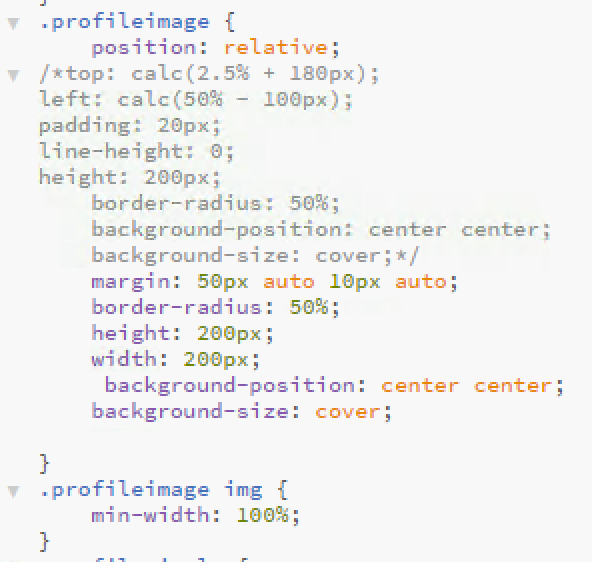 .profileimage {
position: relative;
/*top: calc(2.5% + 180px);
left: calc(50% - 100px);
padding: 20px;
line-height: 0;
height: 200px;
border-radius: 50%;
background-position: center center;
background-size: cover;*/
margin: 50px auto 10px auto;
border-radius: 50%;
height: 200px;
width: 200px;
background-position: center center;
background-size: cover;
}
.profileimage img {
min-width: 100%;
}